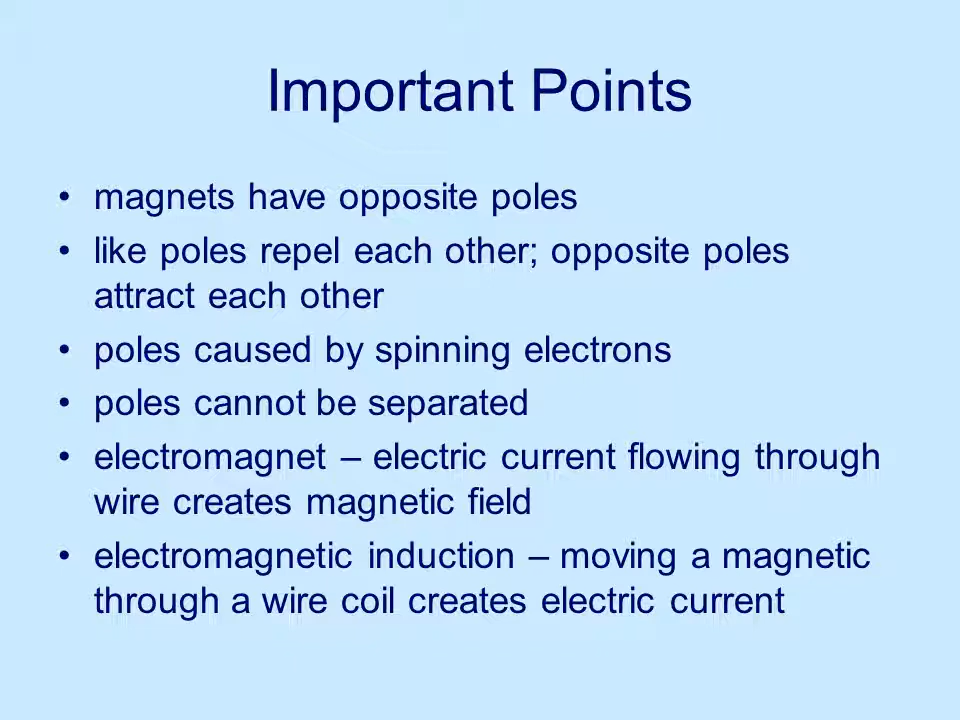 Important Points
• magnets have opposite poles
• like poles repel each other; opposite poles
attract each other
• poles caused by spinning electrons
• poles cannot be separated
• electromagnet – electric current flowing through
wire creates magnetic field
• electromagnetic induction – moving a magnetic
through a wire coil creates electric current